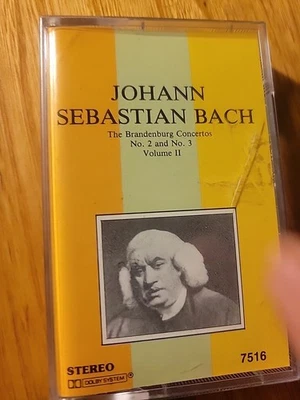 JOHANN
SEBASTIAN BACH
The Brandenburg Concertos
No. 2 and No. 3
Volume II
STEREO
DOLBY SYSTEM
7516